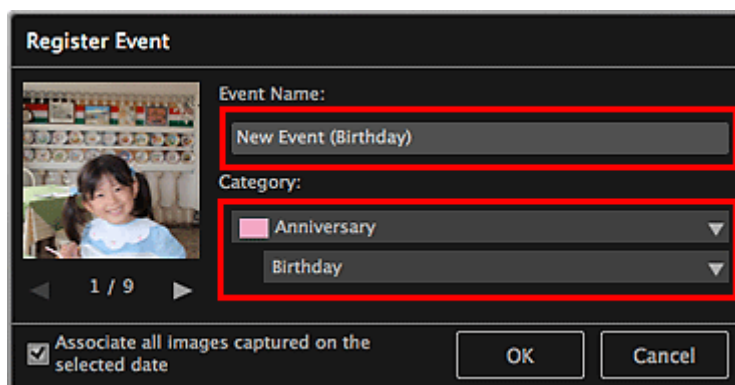 Register Event
Event Name:
New Event (Birthday)
Category:
Anniversary
Birthday
1 / 9
Associate all images captured on the
selected date
OK
Cancel